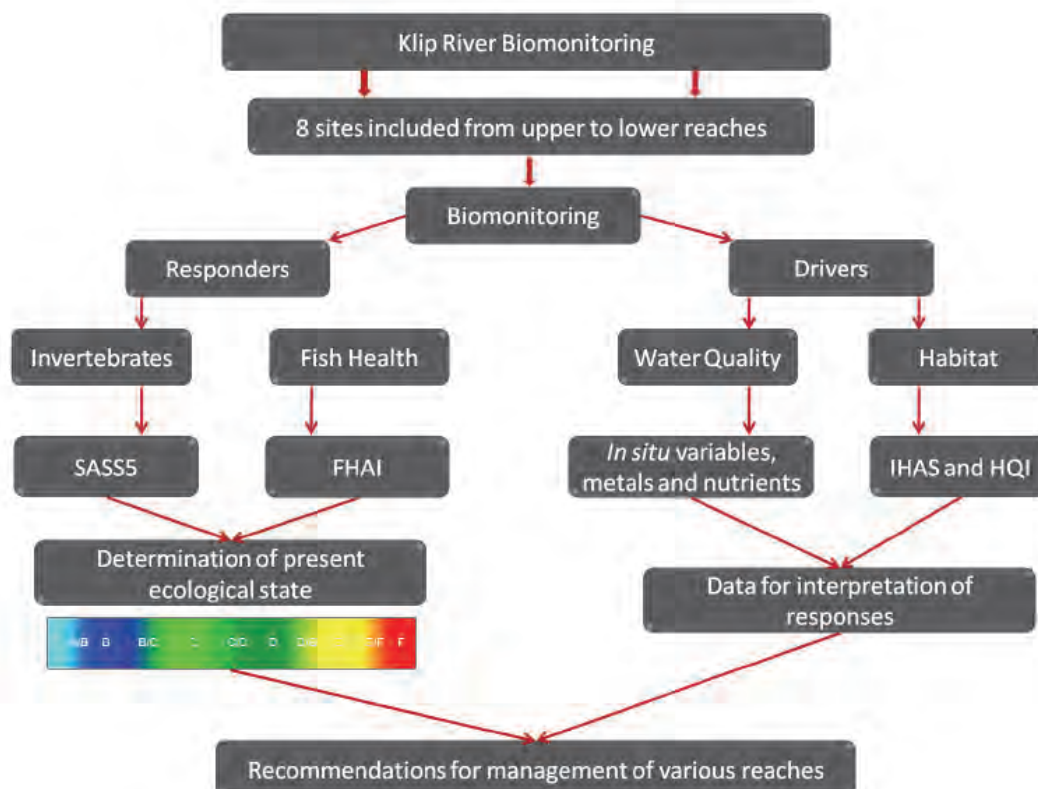 Klip River Biomonitoring
8 sites included from upper to lower reaches
Biomonitoring
Responders
Drivers
Invertebrates
Fish Health
Water Quality
Habitat
SASS5
FHAI
In situ variables,
metals and nutrients
IHAS and HQI
Determination of present
ecological state
Data for interpretation of
responses
B B/C D F
Recommendations for management of various reaches